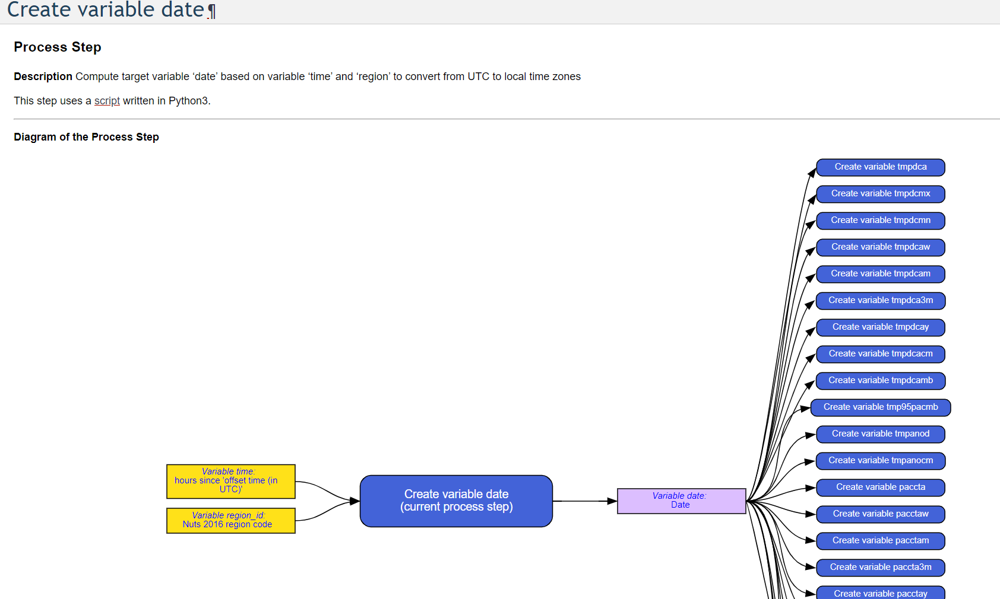 Create variable date¶
Process Step
Description Compute target variable ‘date’ based on variable ‘time’ and ‘region’ to convert from UTC to local time zones
This step uses a script written in Python3.
Diagram of the Process Step
Create variable tmpdca
Create variable tmpdcmx
Create variable tmpdcmn
Create variable tmpdcaw
Create variable tmpdcam
Create variable tmpdca3m
Create variable tmpdcay
Create variable tmpdcacm
Create variable tmpdcamb
Create variable tmp95pacmb
Create variable tmpanod
Create variable tmpanocm
Variable time:
hours since 'offset time (in
UTC)'
Variable region_id:
Nuts 2016 region code
Create variable date
(current process step)
Variable date:
Date
Create variable paccta
Create variable pacctaw
Create variable pacctam
Create variable paccta3m
Create variable pacctay